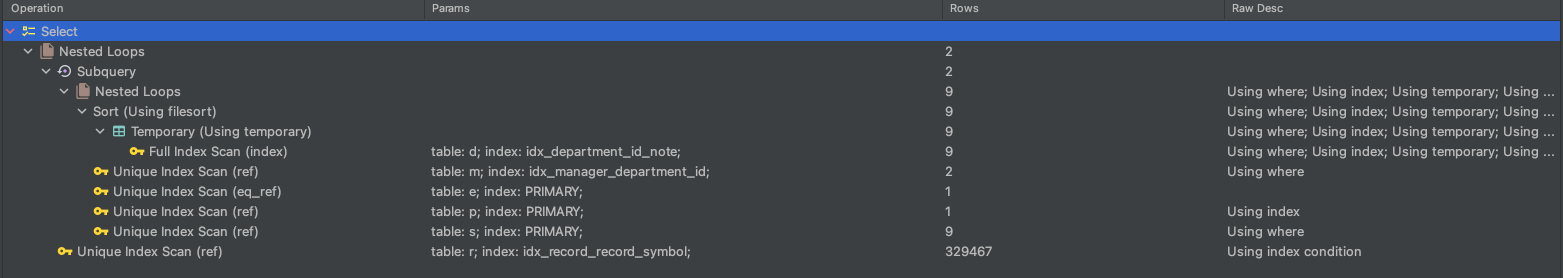 Operation Params Rows Raw Desc
Select
Nested Loops 2
Subquery 2
Nested Loops 9 Using where; Using index; Using temporary; Using ...
Sort (Using filesort) 9 Using where; Using index; Using temporary; Using ...
Temporary (Using temporary) 9 Using where; Using index; Using temporary; Using ...
Full Index Scan (index) table: d; index: idx_department_id_note; 9 Using where; Using index; Using temporary; Using ...
Unique Index Scan (ref) table: m; index: idx_manager_department_id; 2 Using where
Unique Index Scan (eq_ref) table: e; index: PRIMARY; 1
Unique Index Scan (ref) table: p; index: PRIMARY; 1 Using index
Unique Index Scan (ref) table: s; index: PRIMARY; 9 Using where
Unique Index Scan (ref) table: r; index: idx_record_record_symbol; 329467 Using index condition